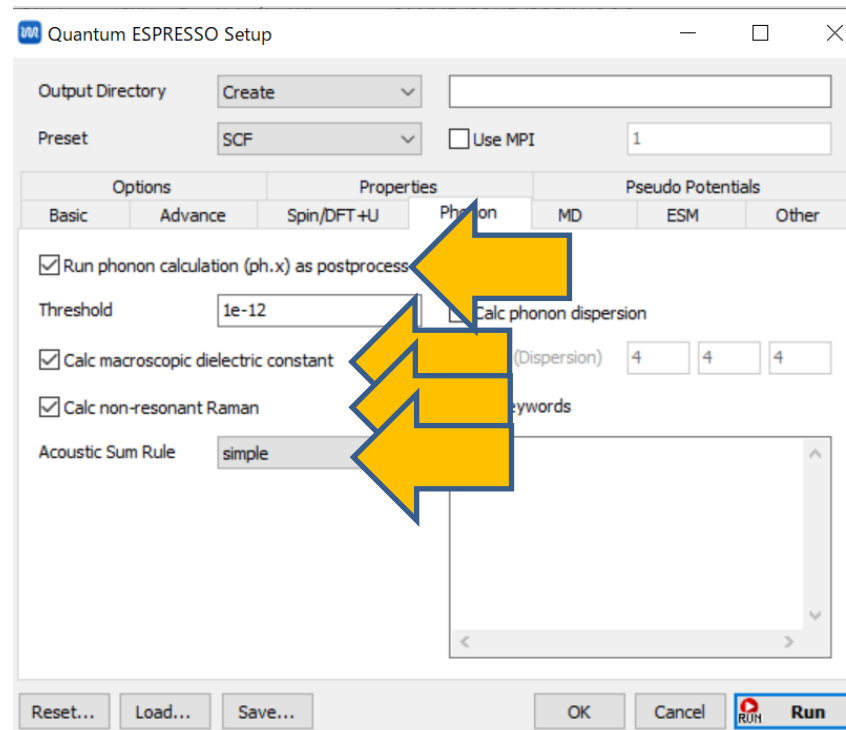 Quantum ESPRESSO Setup
Output Directory Create
Preset SCF Use MPI 1
Options Properties Pseudo Potentials
Basic Advance Spin/DFT+U MD ESM Other
Run phonon calculation (ph.x) as postprocess
Threshold 1e-12 Calc phonon dispersion
Calc macroscopic dielectric constant (Dispersion) 4 4 4
Calc non-resonant Raman
Acoustic Sum Rule simple
Reset... Load... Save... OK Cancel RUN Run